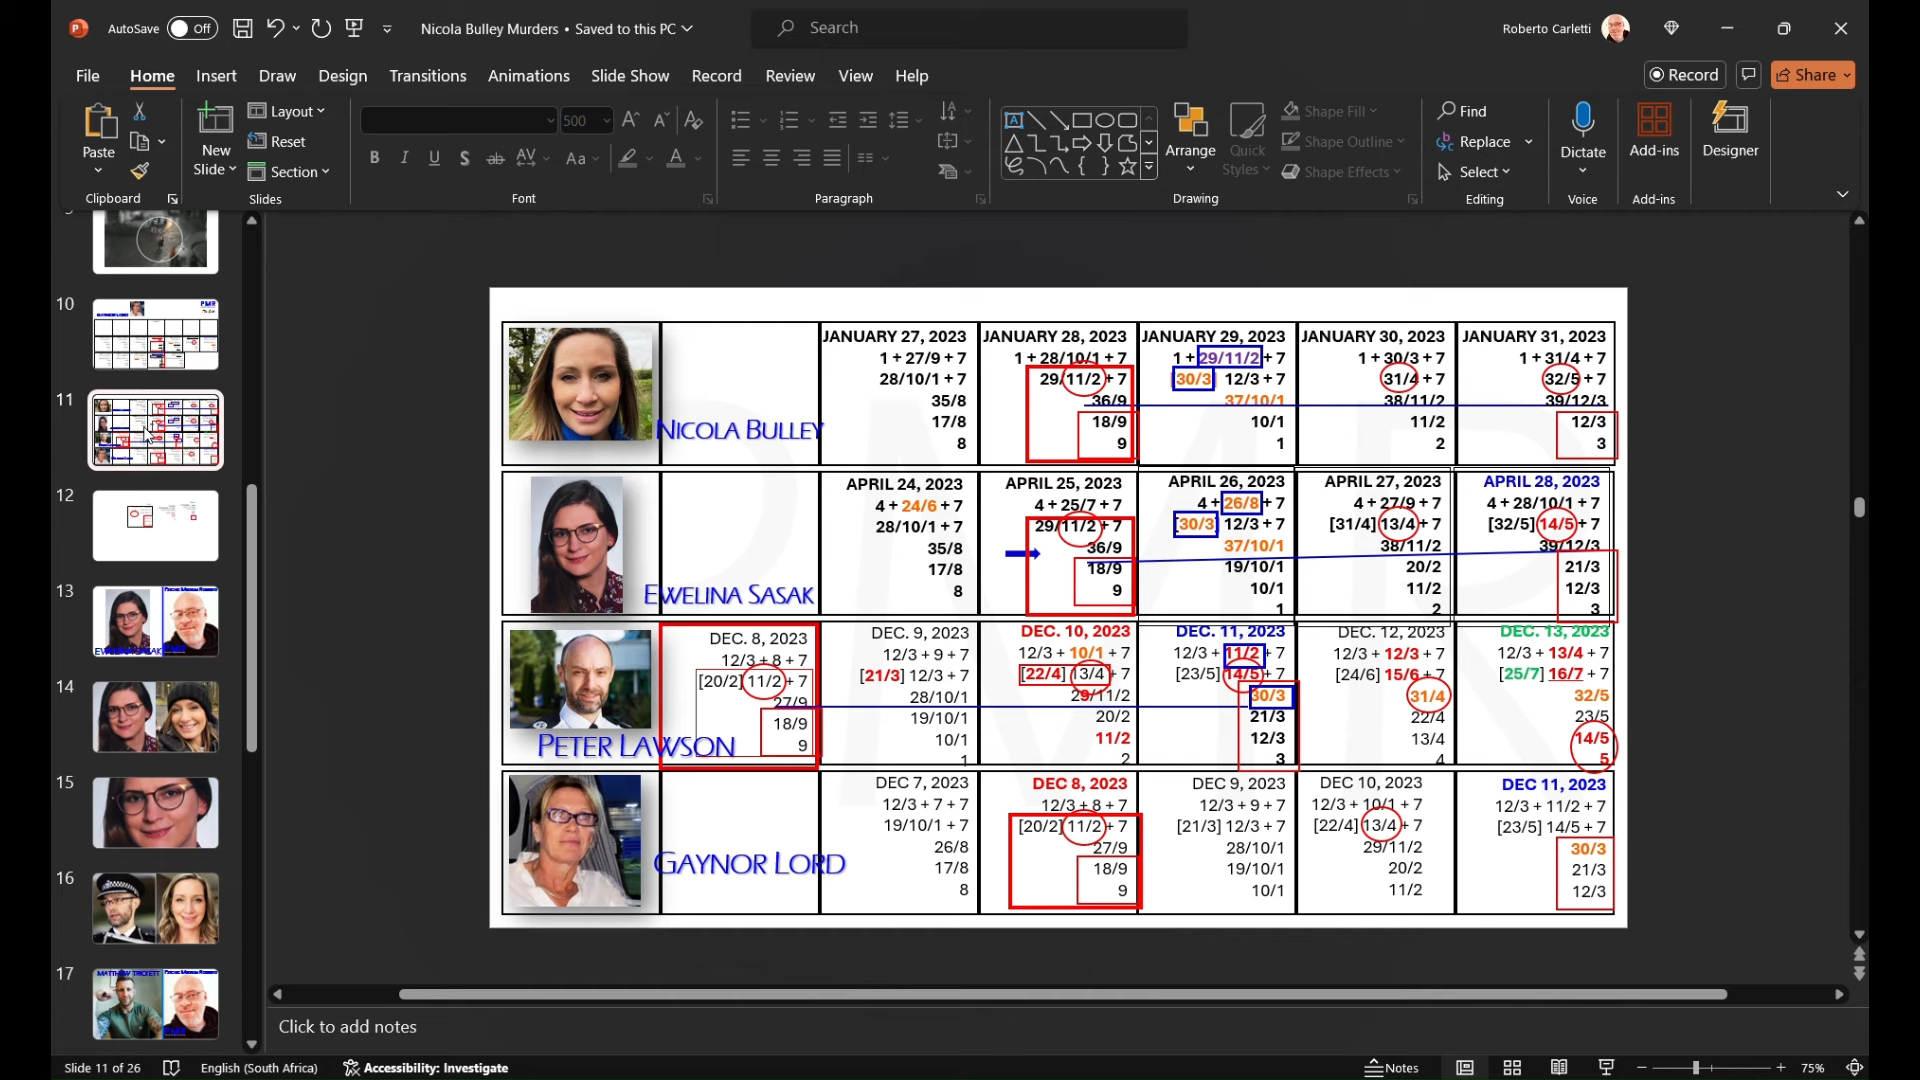 AutoSave Off
Nicola Bulley Murders • Saved to this PC
Search
Roberto Carletti
File Home Insert Draw Design Transitions Animations Slide Show Record Review View Help
Record
Share
Paste
New Slide
Layout
Reset
Section
500
Arrange
Quick Styles
Shape Fill
Shape Outline
Shape Effects
Find
Replace
Select
Dictate
Add-ins
Designer
Clipboard Slides Font Paragraph Drawing Editing Voice Add-ins
10
11
12
13
14
15
16
17
NICOLA BULLEY
JANUARY 27, 2023
1 + 27/9 + 7
28/10/1 + 7
35/8
17/8
8
JANUARY 28, 2023
1 + 28/10/1 + 7
29/11/2 + 7
36/9
18/9
9
JANUARY 29, 2023
1 + 29/11/2 + 7
[30/3] 12/3 + 7
37/10/1
10/1
1
JANUARY 30, 2023
1 + 30/3 + 7
31/4 + 7
38/11/2
11/2
2
JANUARY 31, 2023
1 + 31/4 + 7
32/5 + 7
39/12/3
12/3
3
EWELINA SASAK
APRIL 24, 2023
4 + 24/6 + 7
28/10/1 + 7
35/8
17/8
8
APRIL 25, 2023
4 + 25/7 + 7
29/11/2 + 7
36/9
18/9
9
APRIL 26, 2023
4 + 26/8 + 7
[30/3] 12/3 + 7
37/10/1
19/10/1
10/1
1
APRIL 27, 2023
4 + 27/9 + 7
[31/4] 13/4 + 7
38/11/2
20/2
11/2
2
APRIL 28, 2023
4 + 28/10/1 + 7
[32/5] 14/5 + 7
39/12/3
21/3
12/3
3
PETER LAWSON
DEC. 8, 2023
12/3 + 8 + 7
[20/2] 11/2 + 7
27/9
18/9
9
DEC. 9, 2023
12/3 + 9 + 7
[21/3] 12/3 + 7
28/10/1
19/10/1
10/1
1
DEC. 10, 2023
12/3 + 10/1 + 7
[22/4] 13/4 + 7
29/11/2
20/2
11/2
2
DEC. 11, 2023
12/3 + 11/2 + 7
[23/5] 14/5 + 7
30/3
21/3
12/3
3
DEC. 12, 2023
12/3 + 12/3 + 7
[24/6] 15/6 + 7
31/4
22/4
13/4
4
DEC. 13, 2023
12/3 + 13/4 + 7
[25/7] 16/7 + 7
32/5
23/5
14/5
5
GAYNOR LORD
DEC 7, 2023
12/3 + 7 + 7
19/10/1 + 7
26/8
17/8
8
DEC 8, 2023
12/3 + 8 + 7
[20/2] 11/2 + 7
27/9
18/9
9
DEC 9, 2023
12/3 + 9 + 7
[21/3] 12/3 + 7
28/10/1
19/10/1
10/1
DEC 10, 2023
12/3 + 10/1 + 7
[22/4] 13/4 + 7
29/11/2
20/2
11/2
DEC 11, 2023
12/3 + 11/2 + 7
[23/5] 14/5 + 7
30/3
21/3
12/3
PMR
Click to add notes
Slide 11 of 26
English (South Africa)
Accessibility: Investigate
Notes
75%